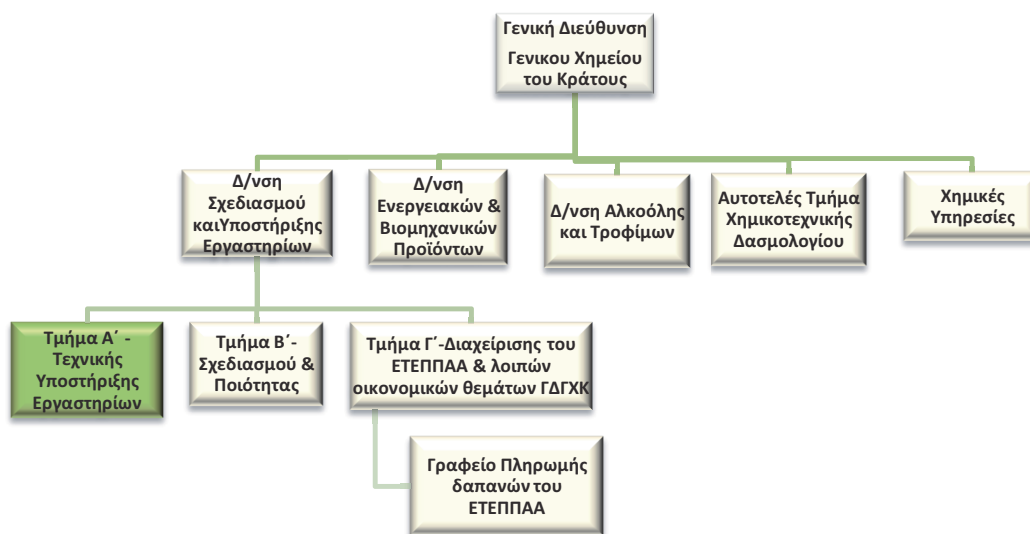 Γενική Διεύθυνση
Γενικου Χημείου
του Κράτους
Δ/νση
Σχεδιασμού
καιΥποστήριξης
Εργαστηρίων
Δ/νση
Ενεργειακών &
Βιομηχανικών
Προϊόντων
Δ/νση Αλκοόλης
και Τροφίμων
Αυτοτελές Τμήμα
Χημικοτεχνικής
Δασμολογίου
Χημικές
Υπηρεσίες
Τμήμα Α΄ -
Τεχνικής
Υποστήριξης
Εργαστηρίων
Τμήμα Β΄-
Σχεδιασμού &
Ποιότητας
Τμήμα Γ΄-Διαχείρισης του
ΕΤΕΠΠΑΑ & λοιπών
οικονομικών θεμάτων ΓΔΓΧΚ
Γραφείο Πληρωμής
δαπανών του
ΕΤΕΠΠΑΑ